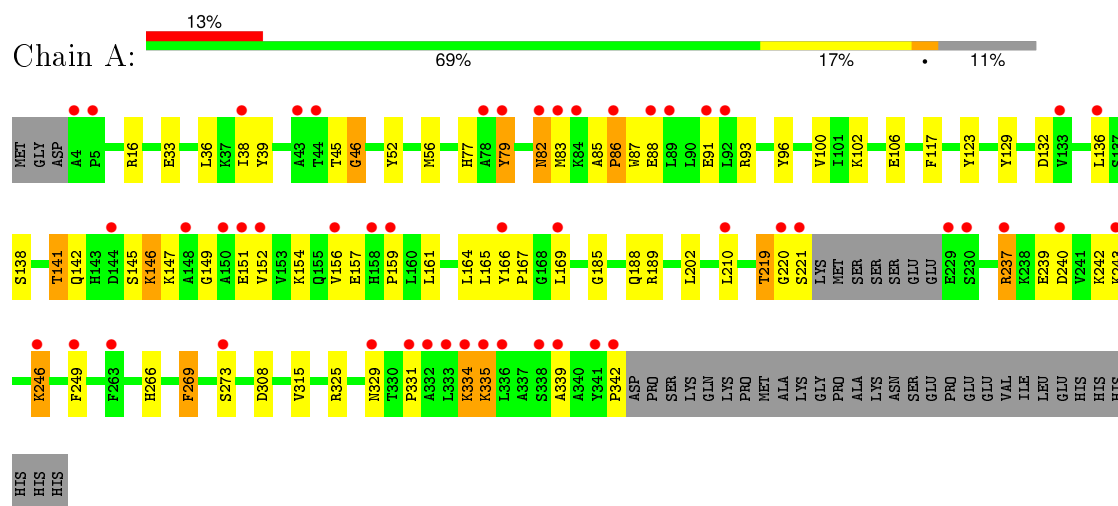 13%
Chain A:
69% 17% • 11%
MET GLY ASP A4 P5 R16 E33 L36 K37 I38 Y39 A43 T44 T45 G46 Y52 M56 H77 A78 Y79 N82 M83 K84 A85 P86 W87 E88 L89 L90 E91 L92 R93 Y96 V100 I101 K102 E106 F117 Y123 Y129 D132 V133 L136 S137
S138 T141 Q142 H143 D144 S145 K146 K147 A148 G149 A150 E151 V152 V153 K154 Q155 V156 E157 H158 P159 L160 L161 L164 L165 Y166 P167 G168 L169 G185 Q188 R189 L202 L210 T219 G220 S221 LYS MET SER SER SER GLU GLU E229 S230 R237 K238 E239 D240 V241 K242 K243
K246 F249 F263 H266 F269 S273 D308 V315 R325 N329 T330 P331 A332 L333 K334 K335 L336 A337 S338 A339 A340 Y341 P342 ASP PRO SER LYS GLN LYS PRO MET ALA LYS GLY PRO ALA LYS ASN SER GLU PRO GLU GLU VAL ILE LEU GLU HIS HIS HIS
HIS HIS HIS